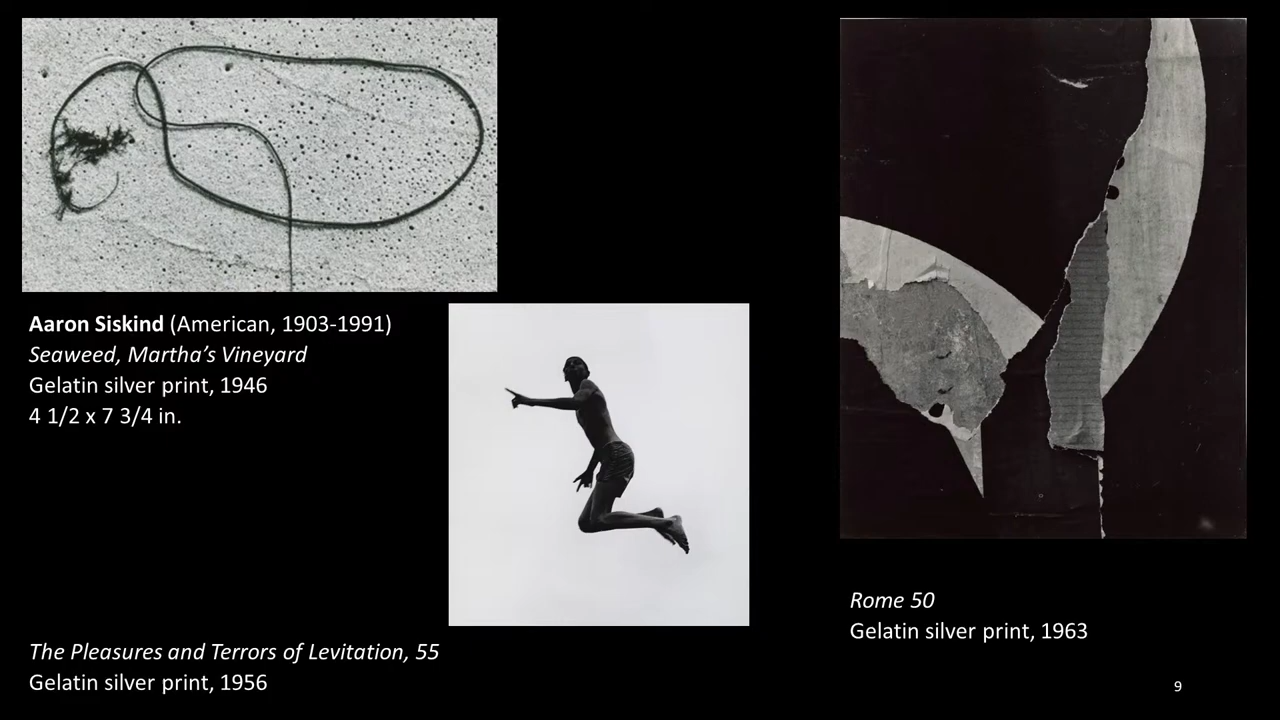 Aaron Siskind (American, 1903-1991)
Seaweed, Martha’s Vineyard
Gelatin silver print, 1946
4 1/2 x 7 3/4 in.
The Pleasures and Terrors of Levitation, 55
Gelatin silver print, 1956
Rome 50
Gelatin silver print, 1963
9